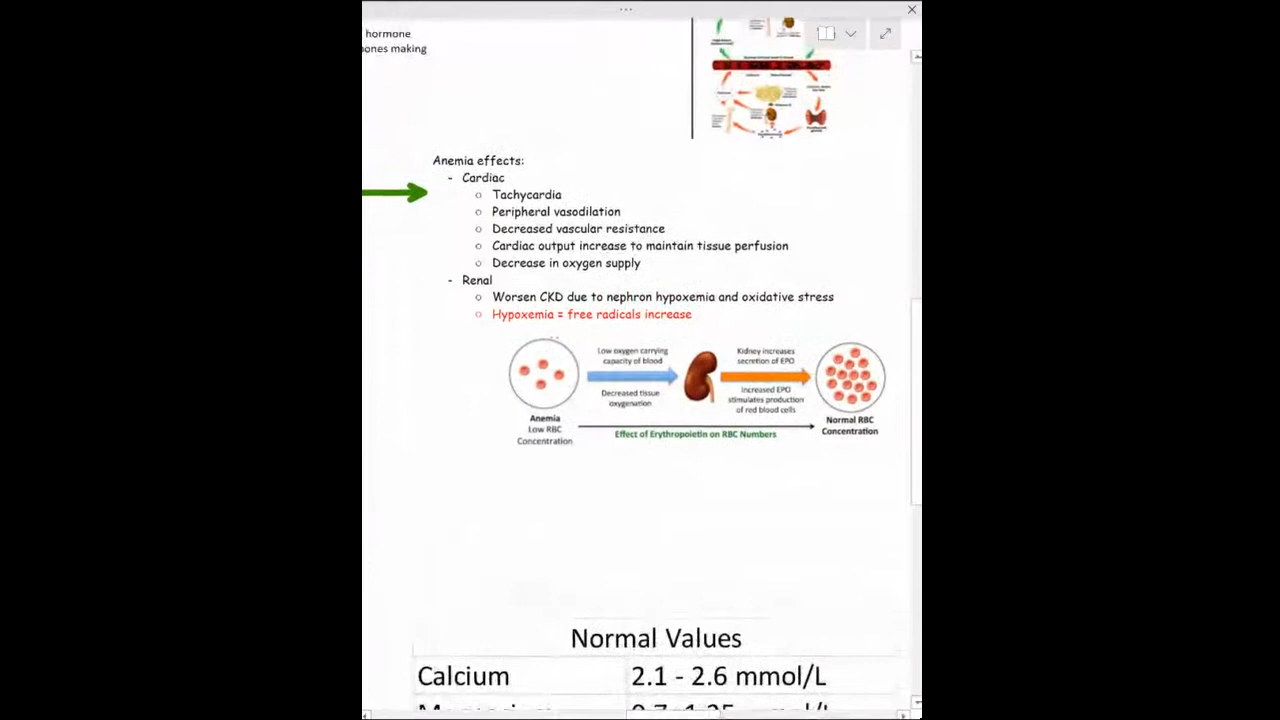 hormone
ones making
Anemia effects:
- Cardiac
o Tachycardia
o Peripheral vasodilation
o Decreased vascular resistance
o Cardiac output increase to maintain tissue perfusion
o Decrease in oxygen supply
- Renal
o Worsen CKD due to nephron hypoxemia and oxidative stress
o Hypoxemia = free radicals increase
Low oxygen carrying
capacity of blood
Decreased tissue
oxygenation
Kidney increases
secretion of EPO
Increased EPO
stimulates production
of red blood cells
Anemia
Low RBC
Concentration
Normal RBC
Concentration
Effect of Erythropoietin on RBC Numbers
Normal Values
Calcium 2.1 - 2.6 mmol/L